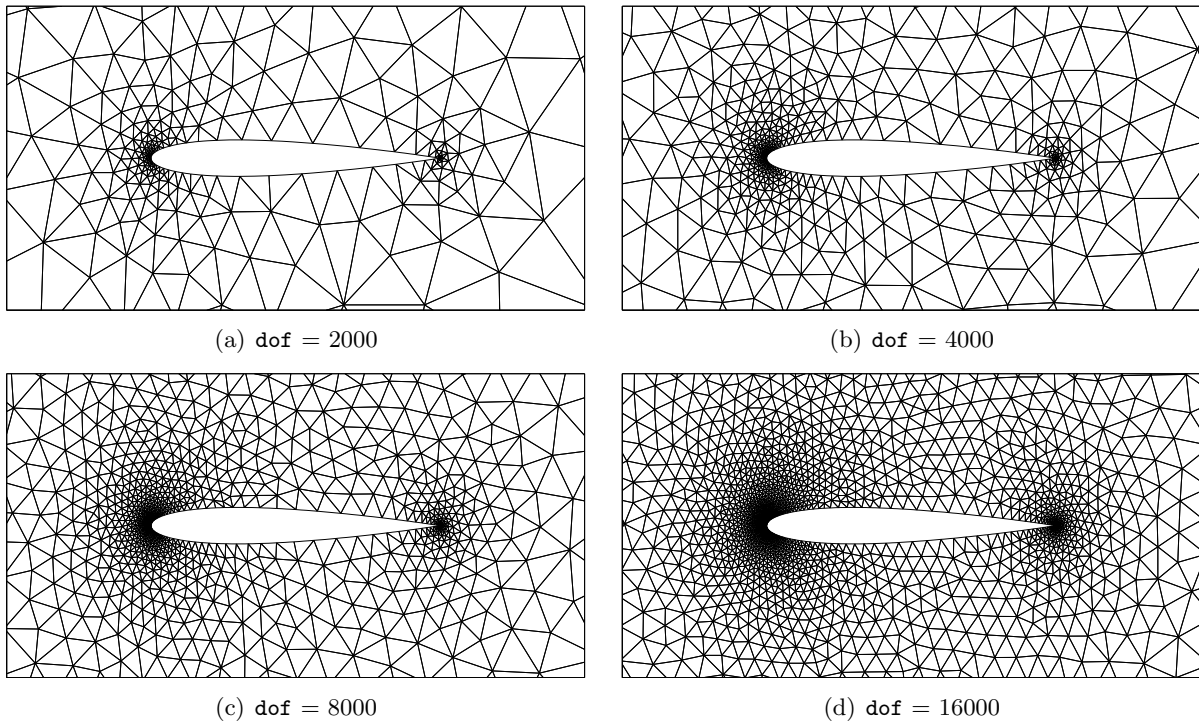 (a) dof = 2000
(b) dof = 4000
(c) dof = 8000
(d) dof = 16000